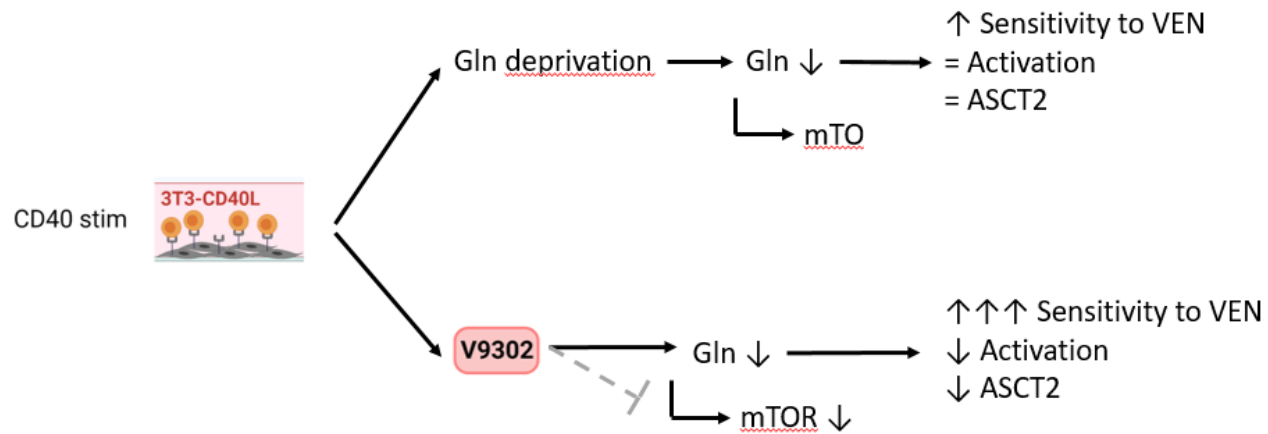 Gln deprivation
Gln ↓
↑ Sensitivity to VEN
= Activation
= ASCT2
mTO
CD40 stim
3T3-CD40L
V9302
Gln ↓
mTOR ↓
↑↑↑ Sensitivity to VEN
↓ Activation
↓ ASCT2